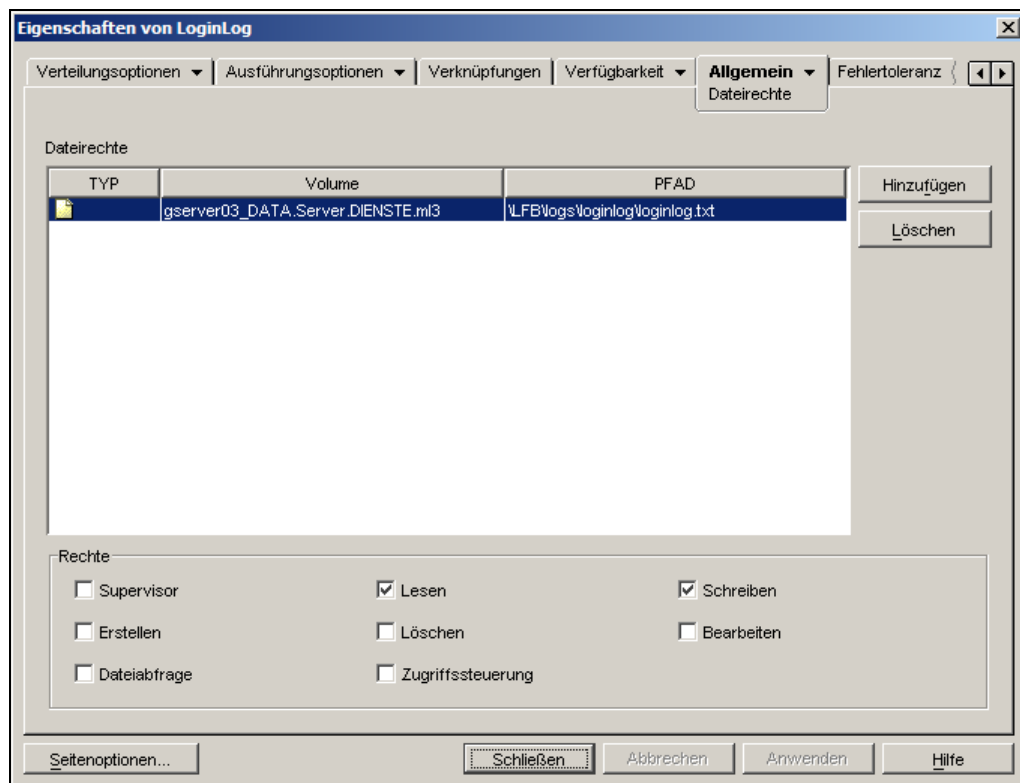 Eigenschaften von LoginLog
Verteilungsoptionen Ausführungsoptionen Verknüpfungen Verfügbarkeit Allgemein Fehlertoleranz
Dateirechte
Dateirechte
TYP Volume PFAD
gserver03_DATA.Server.DIENSTE.ml3 \LFB\logs\loginlog\loginlog.txt
Hinzufügen
Löschen
Rechte
Supervisor Lesen Schreiben
Erstellen Löschen Bearbeiten
Dateiabfrage Zugriffssteuerung
Seitenoptionen... Schließen Abbrechen Anwenden Hilfe